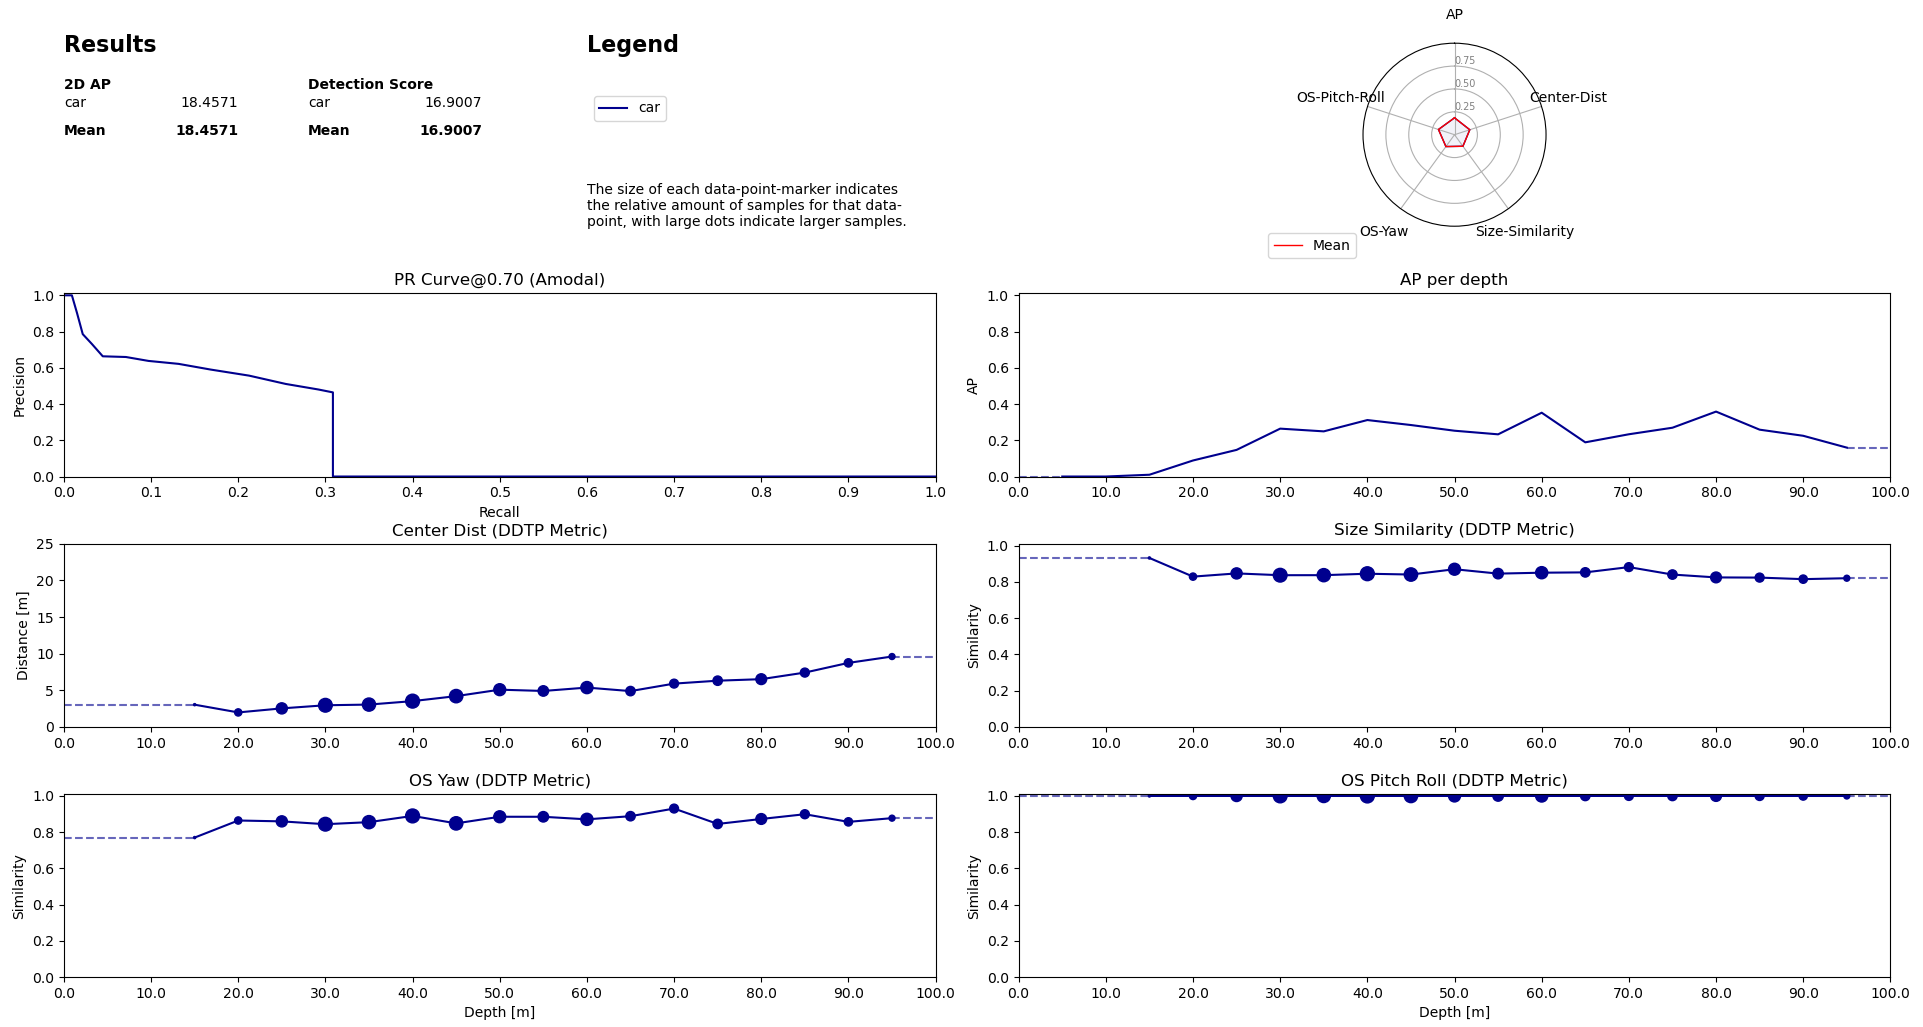 Results
2D AP
car 18.4571
Mean 18.4571
Detection Score
car 16.9007
Mean 16.9007
Legend
car
The size of each data-point-marker indicates
the relative amount of samples for that data-
point, with large dots indicate larger samples.
AP
0.75
0.50
0.25
OS-Pitch-Roll
Center-Dist
OS-Yaw
Size-Similarity
Mean
PR Curve@0.70 (Amodal)
1.0
0.8
0.6
0.4
0.2
0.0
Precision
0.0 0.1 0.2 0.3 0.4 0.5 0.6 0.7 0.8 0.9 1.0
Recall
AP per depth
1.0
0.8
0.6
0.4
0.2
0.0
AP
0.0 10.0 20.0 30.0 40.0 50.0 60.0 70.0 80.0 90.0 100.0
Center Dist (DDTP Metric)
25
20
15
10
5
0
Distance [m]
0.0 10.0 20.0 30.0 40.0 50.0 60.0 70.0 80.0 90.0 100.0
Size Similarity (DDTP Metric)
1.0
0.8
0.6
0.4
0.2
0.0
Similarity
0.0 10.0 20.0 30.0 40.0 50.0 60.0 70.0 80.0 90.0 100.0
OS Yaw (DDTP Metric)
1.0
0.8
0.6
0.4
0.2
0.0
Similarity
0.0 10.0 20.0 30.0 40.0 50.0 60.0 70.0 80.0 90.0 100.0
Depth [m]
OS Pitch Roll (DDTP Metric)
1.0
0.8
0.6
0.4
0.2
0.0
Similarity
0.0 10.0 20.0 30.0 40.0 50.0 60.0 70.0 80.0 90.0 100.0
Depth [m]